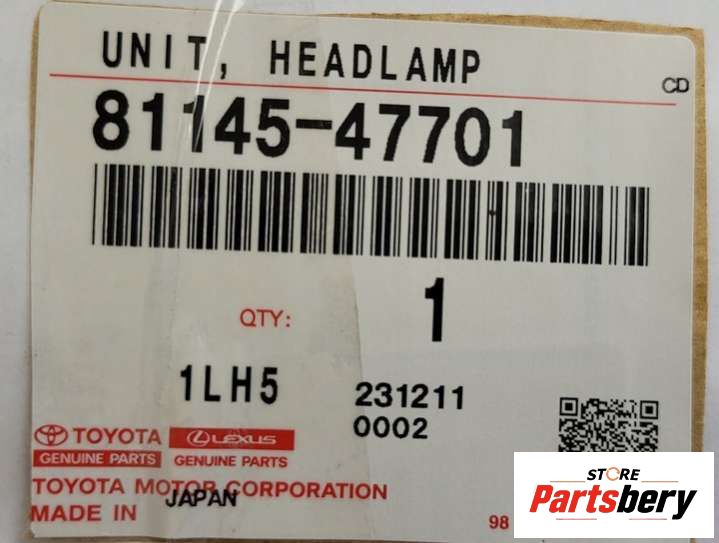 UNIT, HEADLAMP
CD
81145-47701
QTY: 1
1LH5 231211
0002
TOYOTA LEXUS
GENUINE PARTS GENUINE PARTS
TOYOTA MOTOR CORPORATION
MADE IN JAPAN
98
STORE
Partsbery